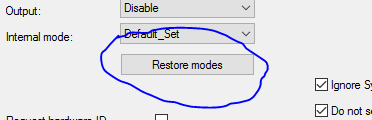 Output: Disable
Internal mode: Default_Set
Restore modes
Ignore Sy
Do not se
Request hardware ID